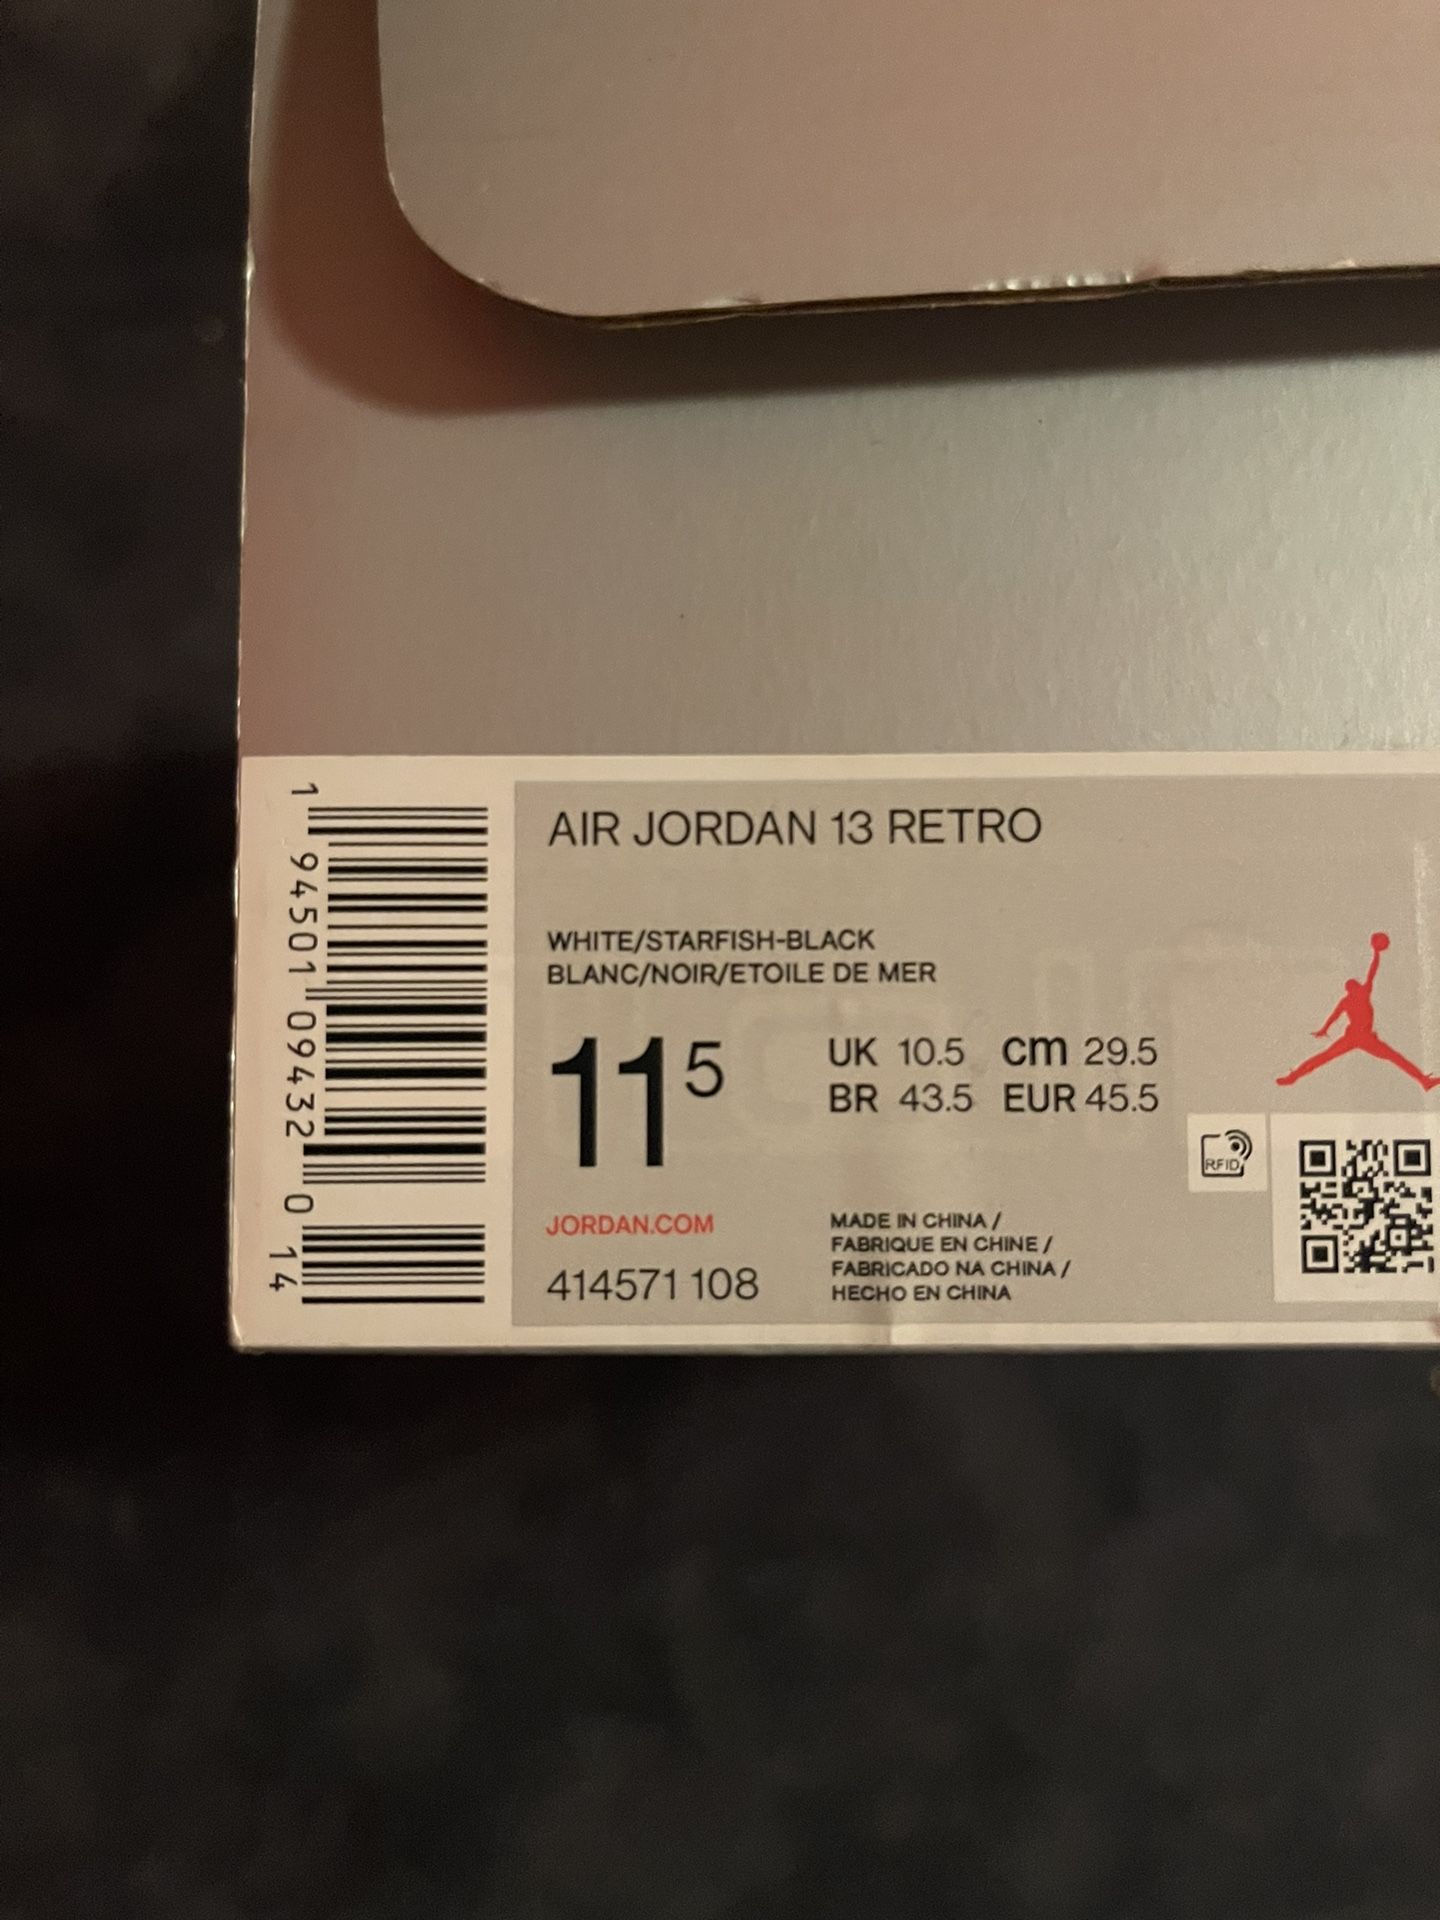 1 94501 09432 0 14
AIR JORDAN 13 RETRO
WHITE/STARFISH-BLACK
BLANC/NOIR/ETOILE DE MER
11 5
UK 10.5 cm 29.5
BR 43.5 EUR 45.5
RFID
JORDAN.COM
414571 108
MADE IN CHINA /
FABRIQUE EN CHINE /
FABRICADO NA CHINA /
HECHO EN CHINA